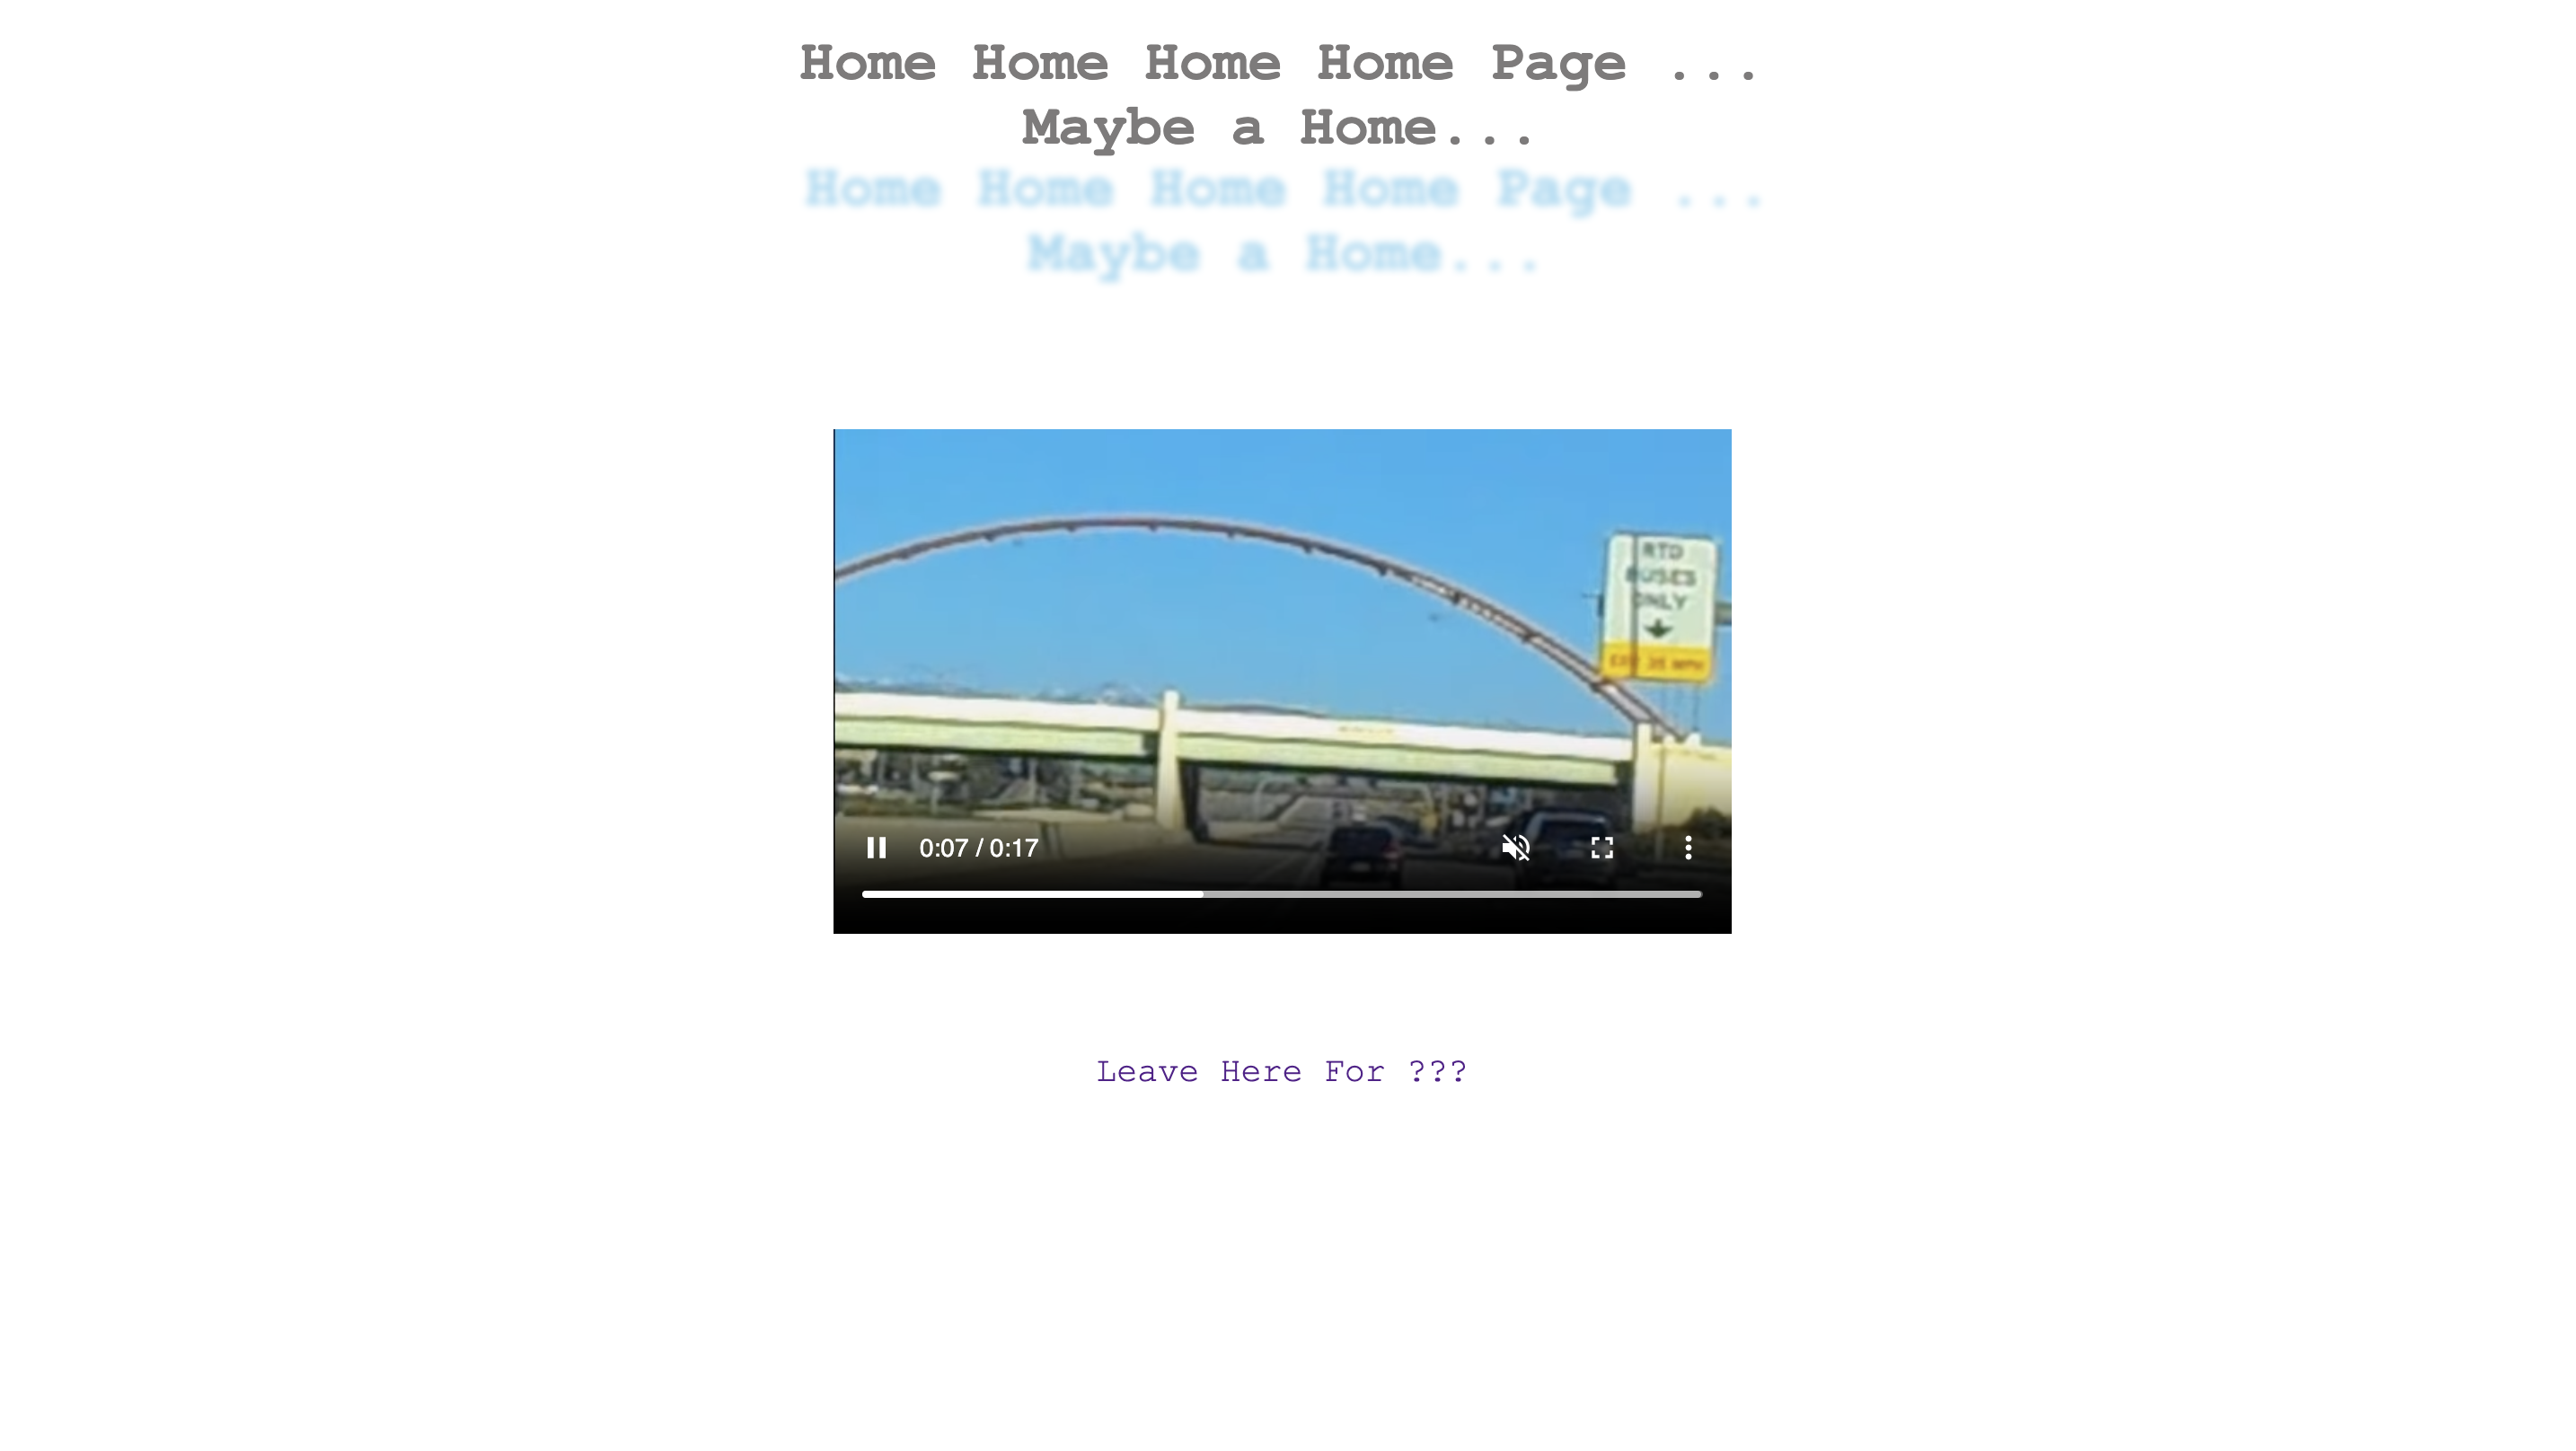 Home Home Home Home Page ...
Maybe a Home...
Home Home Home Home Page ...
Maybe a Home...
RTD
BUSES
ONLY
EXIT 35 MPH
0:07 / 0:17
Leave Here For ???